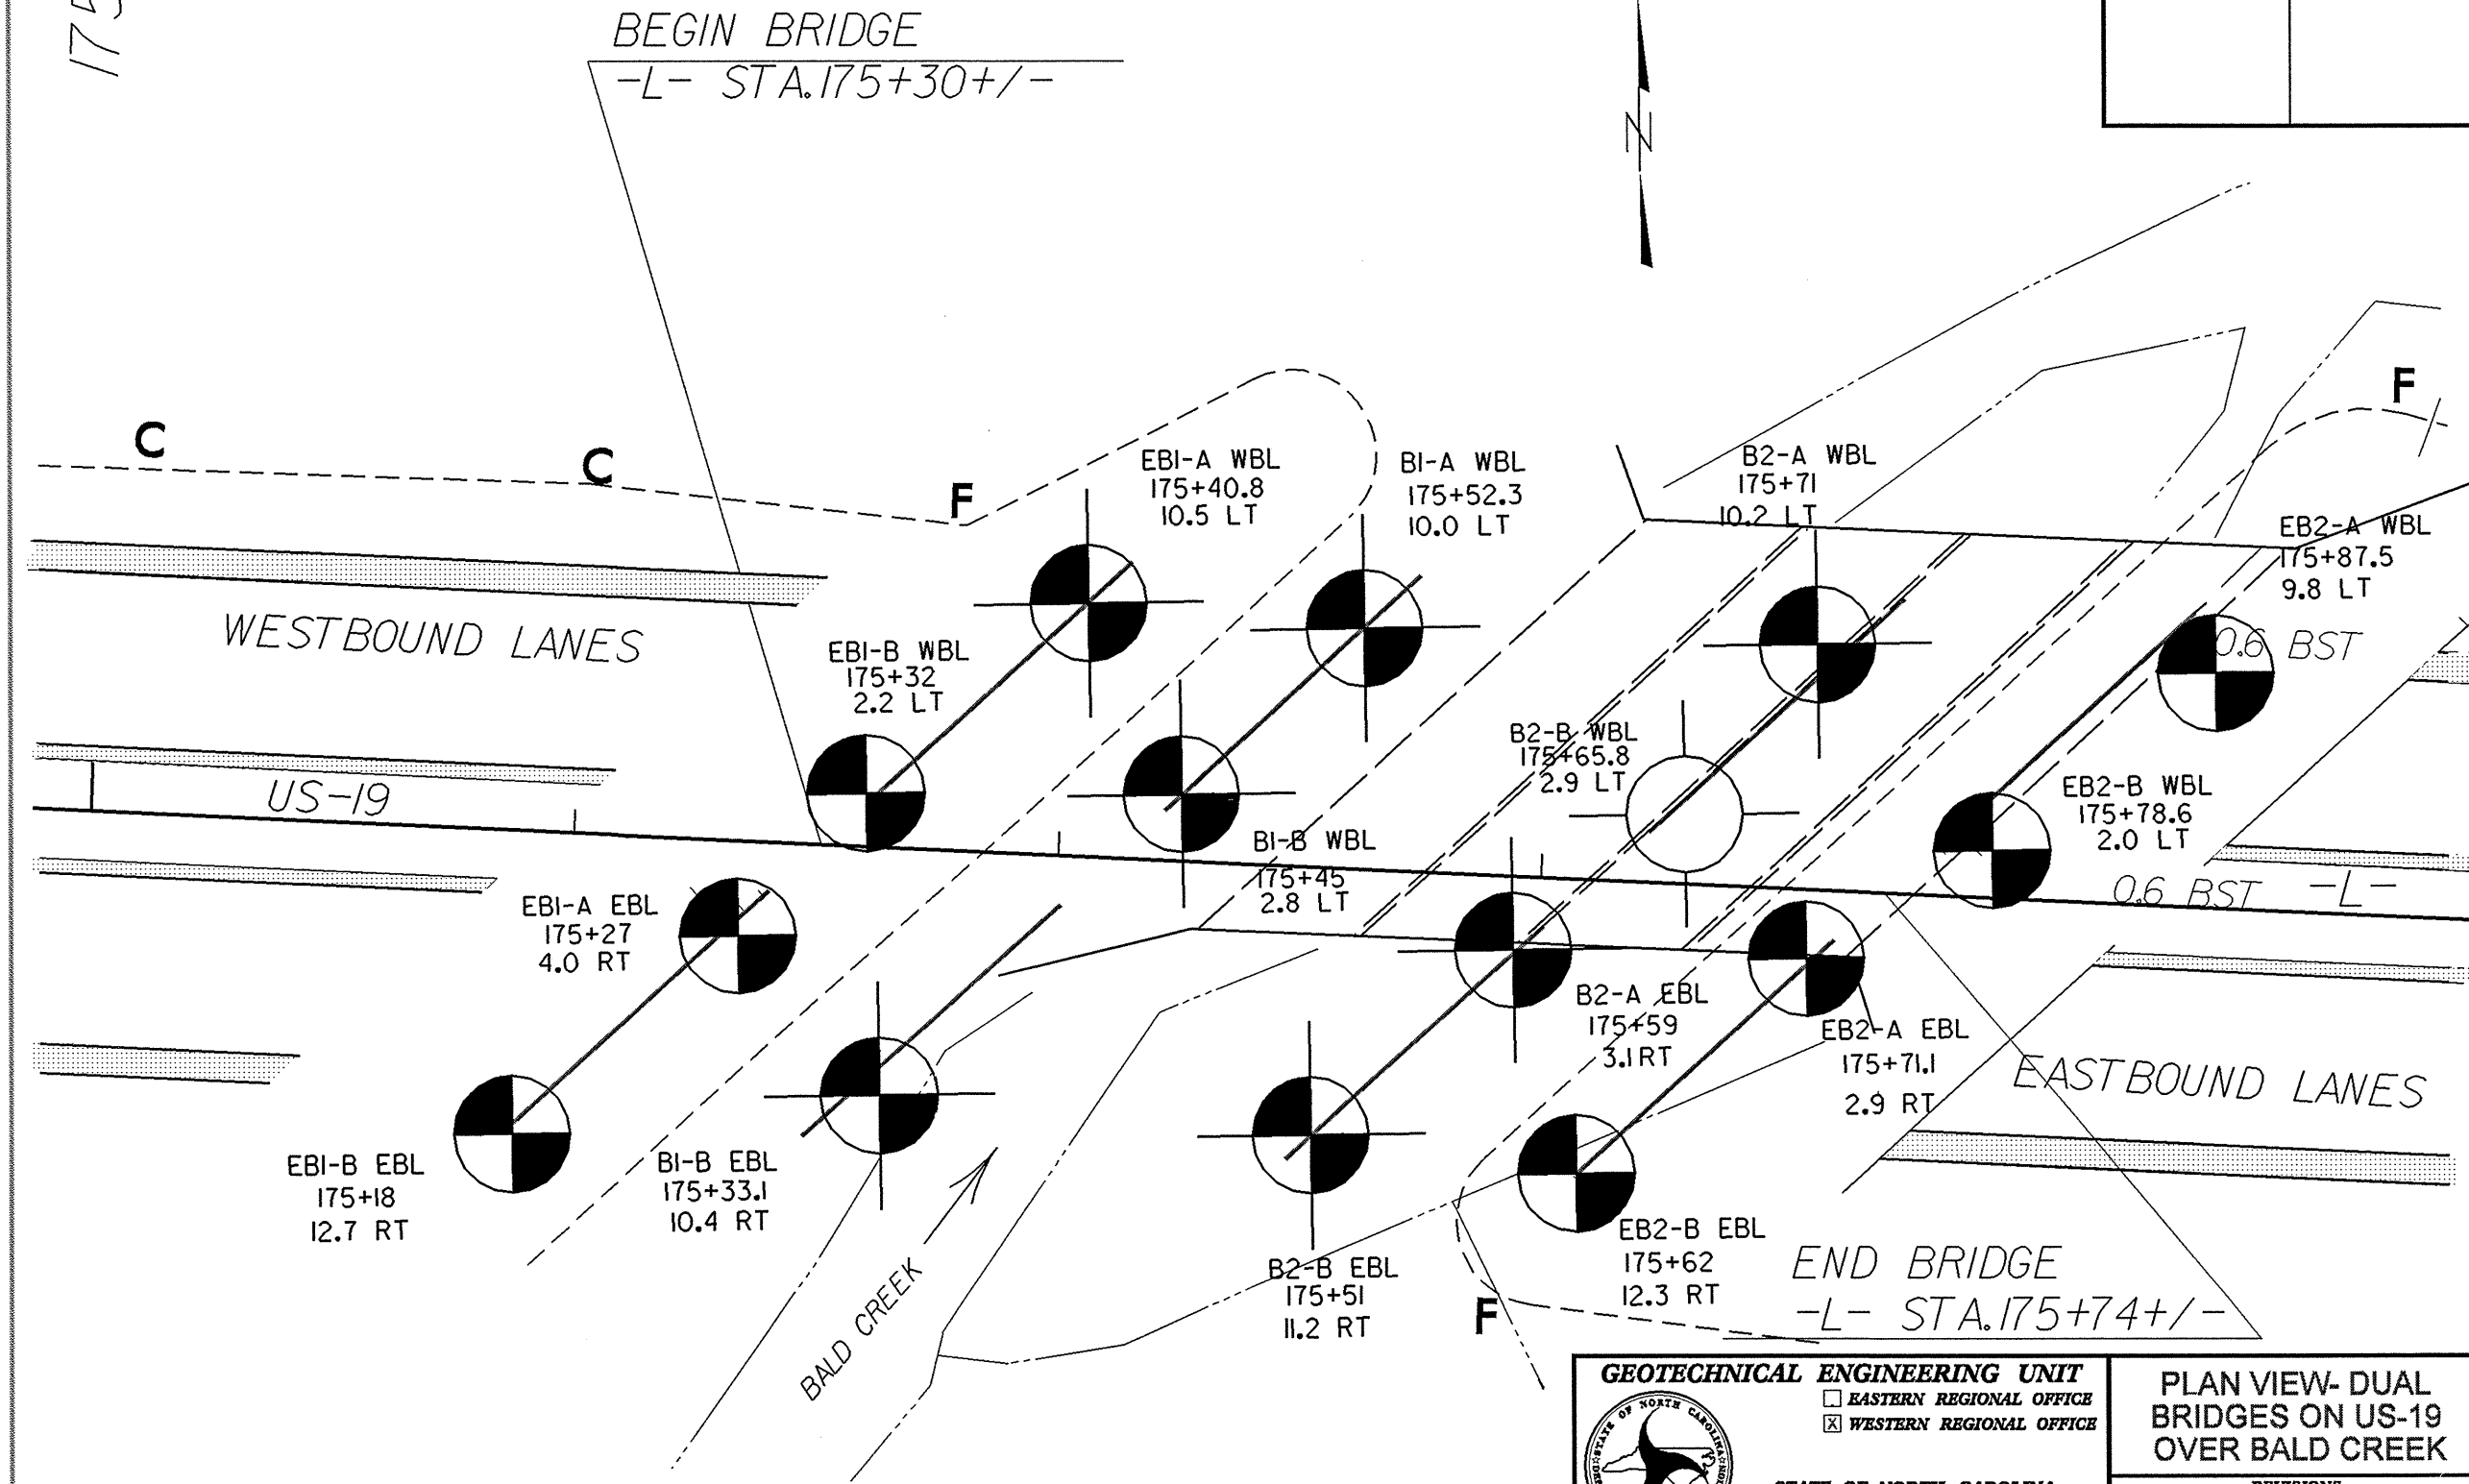 175
BEGIN BRIDGE
-L- STA.175+30+/-
N
C
C
F
F
EB1-A WBL
175+40.8
10.5 LT
B1-A WBL
175+52.3
10.0 LT
B2-A WBL
175+71
10.2 LT
EB2-A WBL
175+87.5
9.8 LT
WESTBOUND LANES
EB1-B WBL
175+32
2.2 LT
0.6 BST
B2-B WBL
175+65.8
2.9 LT
US-19
EB2-B WBL
175+78.6
2.0 LT
B1-B WBL
175+45
2.8 LT
0.6 BST
-L-
EB1-A EBL
175+27
4.0 RT
B2-A EBL
175+59
3.1 RT
EB2-A EBL
175+71.1
2.9 RT
EASTBOUND LANES
EB1-B EBL
175+18
12.7 RT
B1-B EBL
175+33.1
10.4 RT
BALD CREEK
B2-B EBL
175+51
11.2 RT
EB2-B EBL
175+62
12.3 RT
F
END BRIDGE
-L- STA.175+74+/-
GEOTECHNICAL ENGINEERING UNIT
EASTERN REGIONAL OFFICE
X WESTERN REGIONAL OFFICE
STATE OF NORTH CAROLINA
PLAN VIEW- DUAL
BRIDGES ON US-19
OVER BALD CREEK